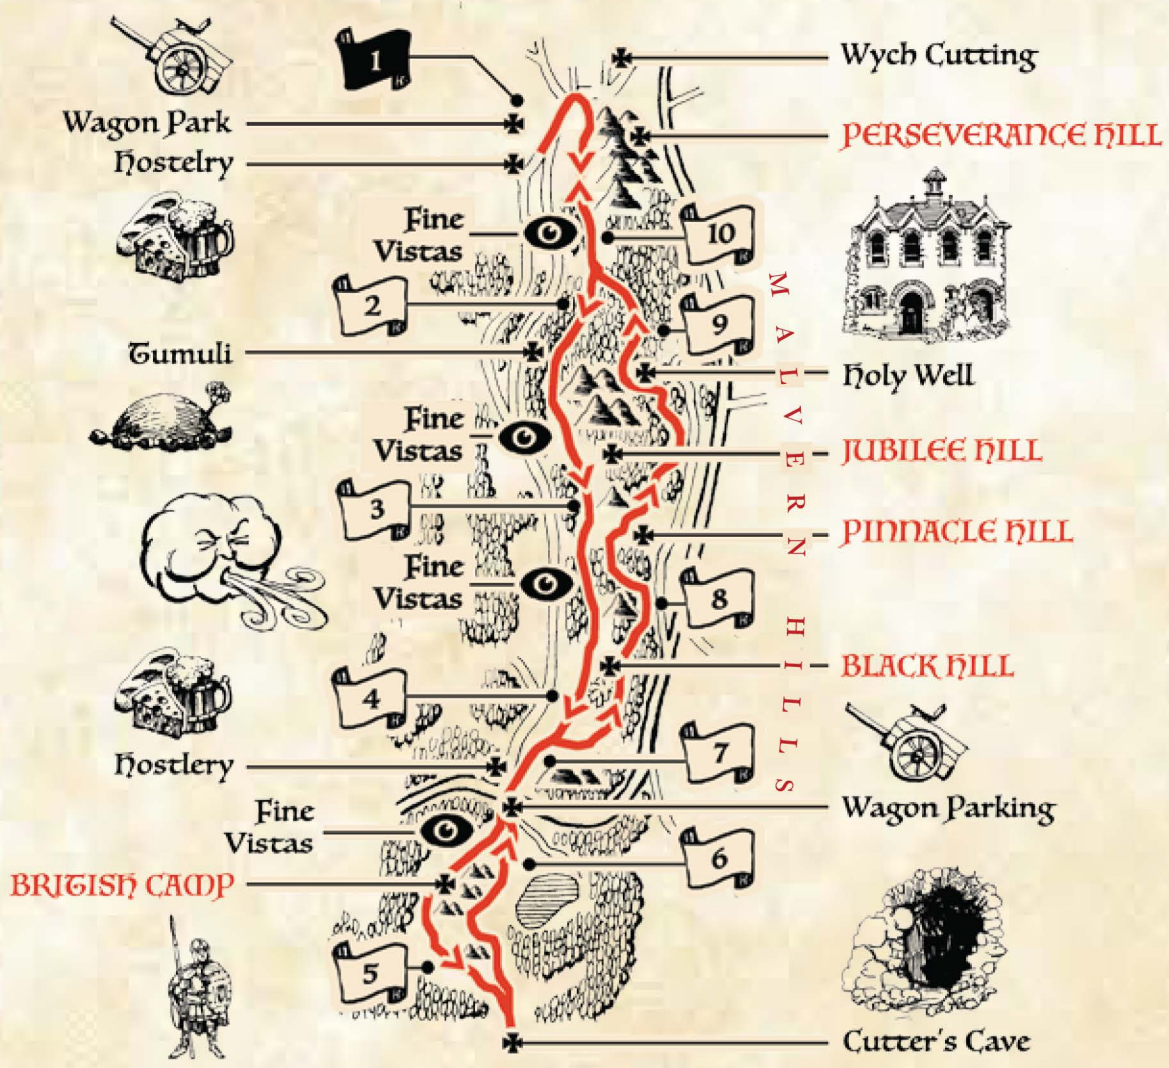 1
Wych Cutting
Wagon Park
PERSEVERANCE HILL
Hostelry
Fine
Vistas
10
2
9
Tumuli
Holy Well
Fine
Vistas
JUBILEE HILL
3
PINNACLE HILL
Fine
Vistas
8
BLACK HILL
4
7
Hostlery
Fine
Vistas
Wagon Parking
6
BRITISH CAMP
5
Cutter's Cave
MALVERN HILLS